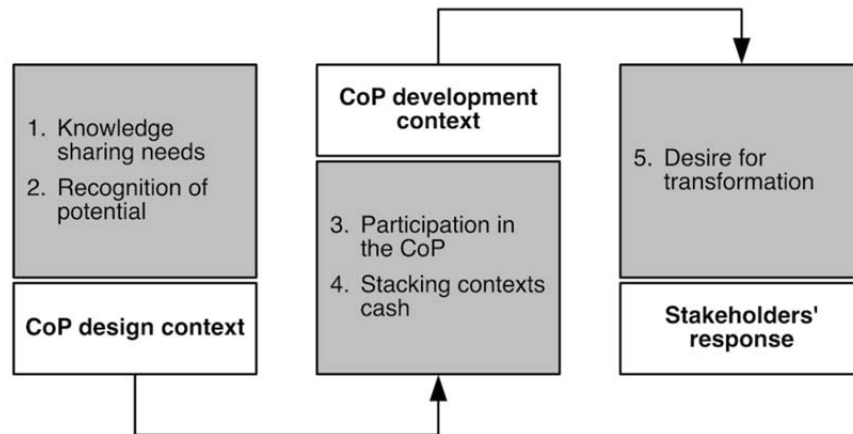 1. Knowledge
sharing needs
2. Recognition of
potential
CoP design context
CoP development
context
3. Participation in
the CoP
4. Stacking contexts
cash
5. Desire for
transformation
Stakeholders'
response